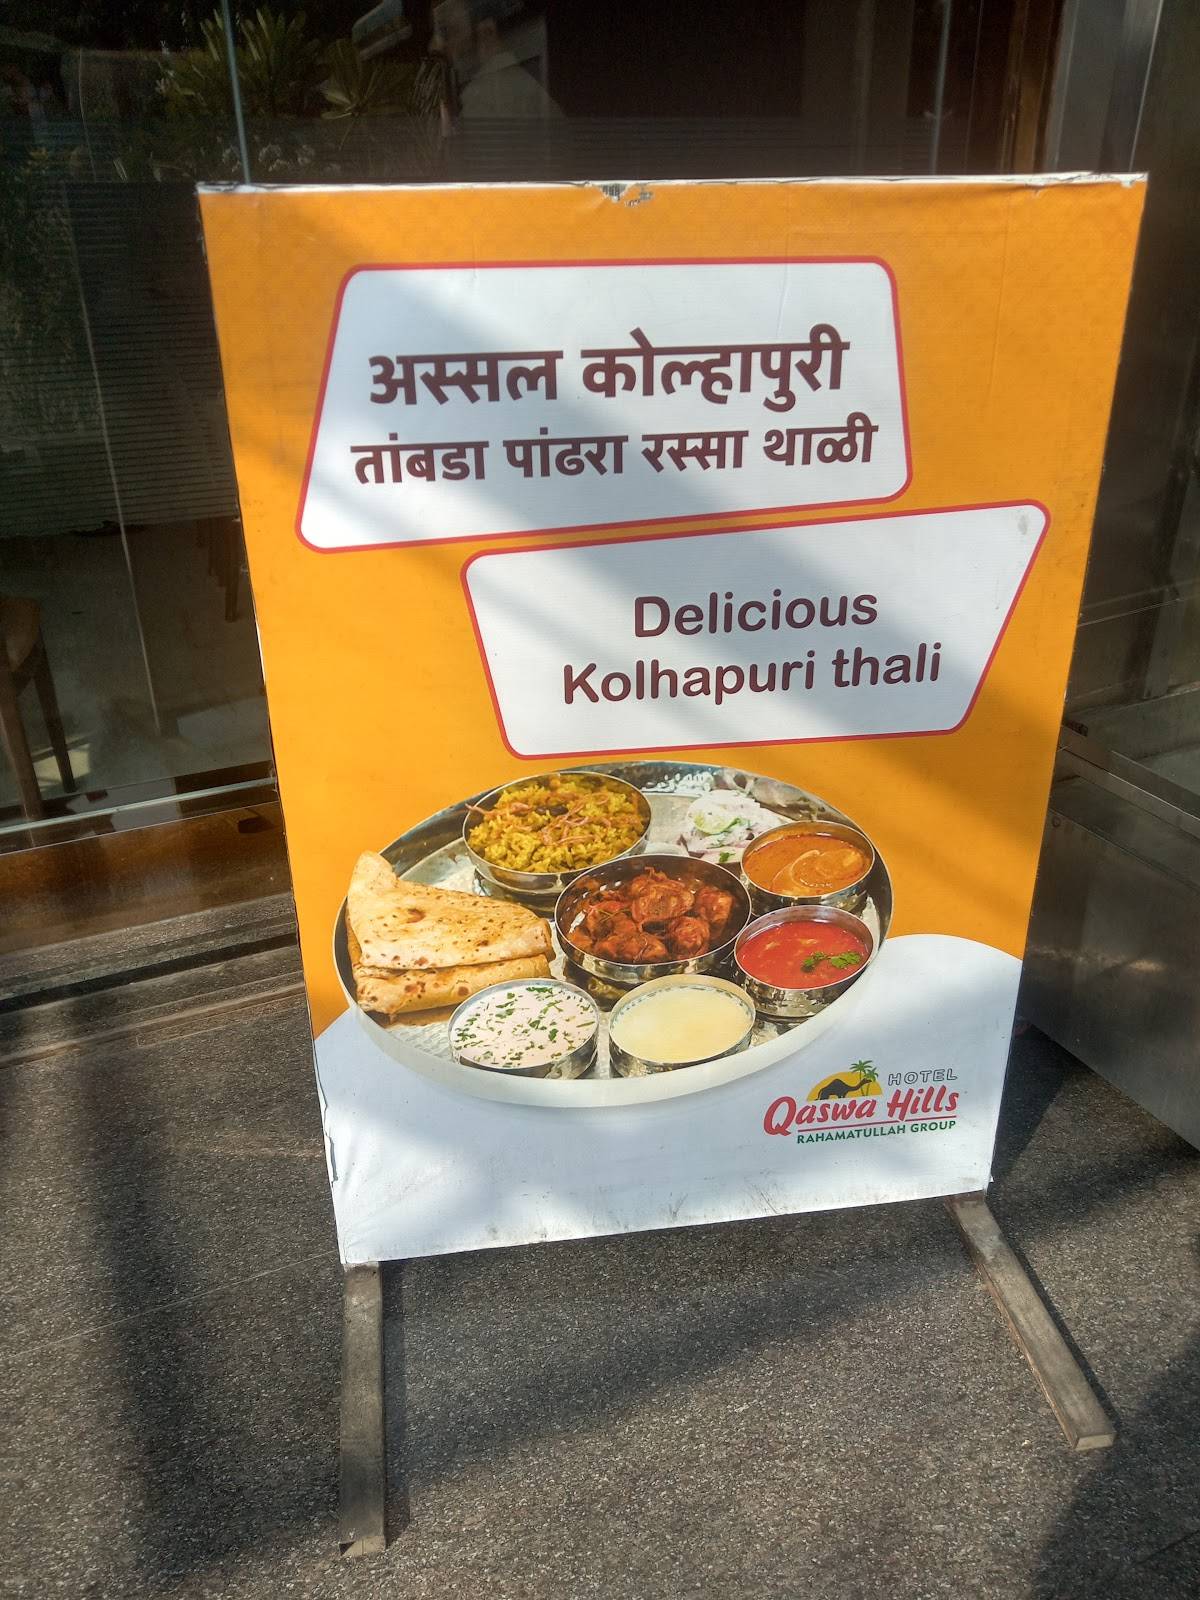 अस्सल कोल्हापुरी
तांबडा पांढरा रस्सा थाळी
Delicious
Kolhapuri thali
HOTEL
Qaswa Hills
RAHAMATULLAH GROUP